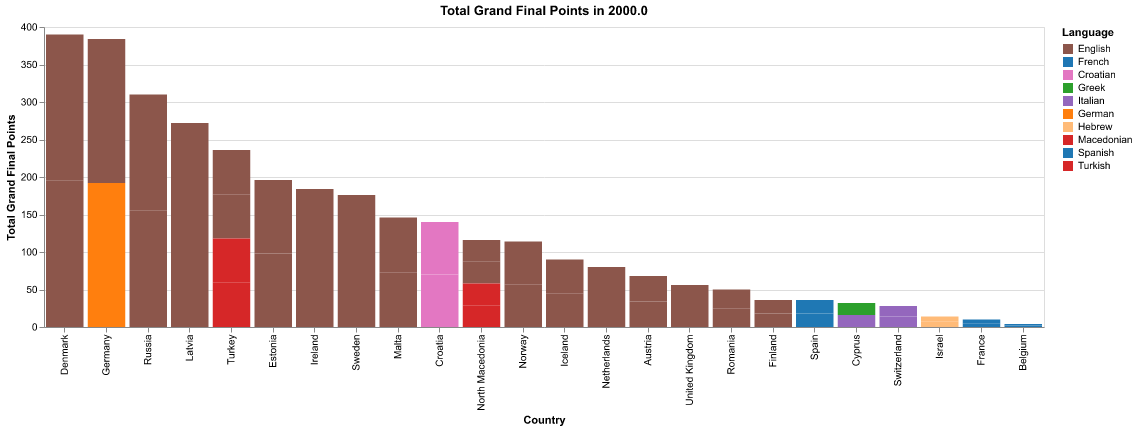 Total Grand Final Points in 2000.0
Total Grand Final Points
400
350
300
250
200
150
100
50
0
Denmark
Germany
Russia
Latvia
Turkey
Estonia
Ireland
Sweden
Malta
Croatia
North Macedonia
Norway
Iceland
Netherlands
Austria
United Kingdom
Romania
Finland
Spain
Cyprus
Switzerland
Israel
France
Belgium
Country
Language
English
French
Croatian
Greek
Italian
German
Hebrew
Macedonian
Spanish
Turkish